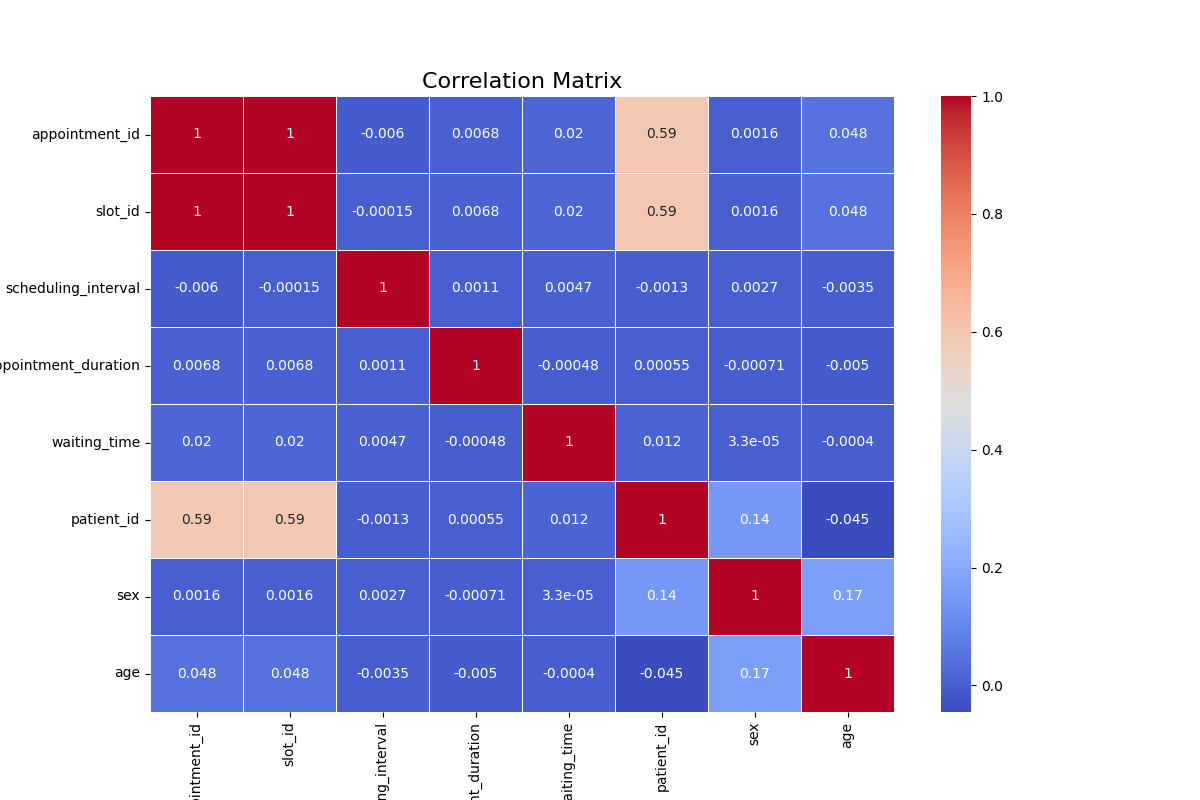 Correlation Matrix
appointment_id 1 1 -0.006 0.0068 0.02 0.59 0.0016 0.048
slot_id 1 1 -0.00015 0.0068 0.02 0.59 0.0016 0.048
scheduling_interval -0.006 -0.00015 1 0.0011 0.0047 -0.0013 0.0027 -0.0035
ppointment_duration 0.0068 0.0068 0.0011 1 -0.00048 0.00055 -0.00071 -0.005
waiting_time 0.02 0.02 0.0047 -0.00048 1 0.012 3.3e-05 -0.0004
patient_id 0.59 0.59 -0.0013 0.00055 0.012 1 0.14 -0.045
sex 0.0016 0.0016 0.0027 -0.00071 3.3e-05 0.14 1 0.17
age 0.048 0.048 -0.0035 -0.005 -0.0004 -0.045 0.17 1
ointment_id slot_id ng_interval nt_duration aiting_time patient_id sex age
1.0
0.8
0.6
0.4
0.2
0.0